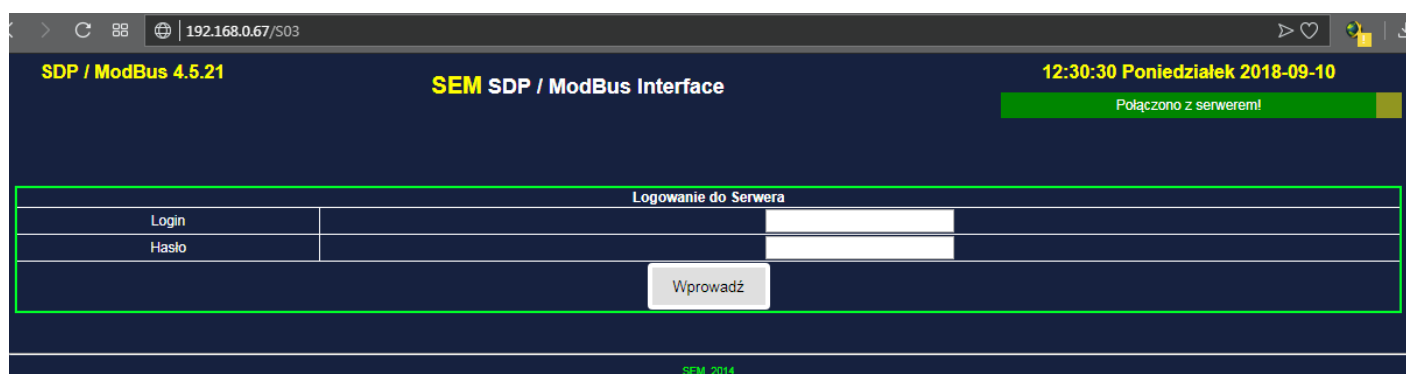 192.168.0.67/S03
SDP / ModBus 4.5.21
SEM SDP / ModBus Interface
12:30:30 Poniedziałek 2018-09-10
Połączono z serwerem!
Logowanie do Serwera
Login
Hasło
Wprowadź
SEM 2014